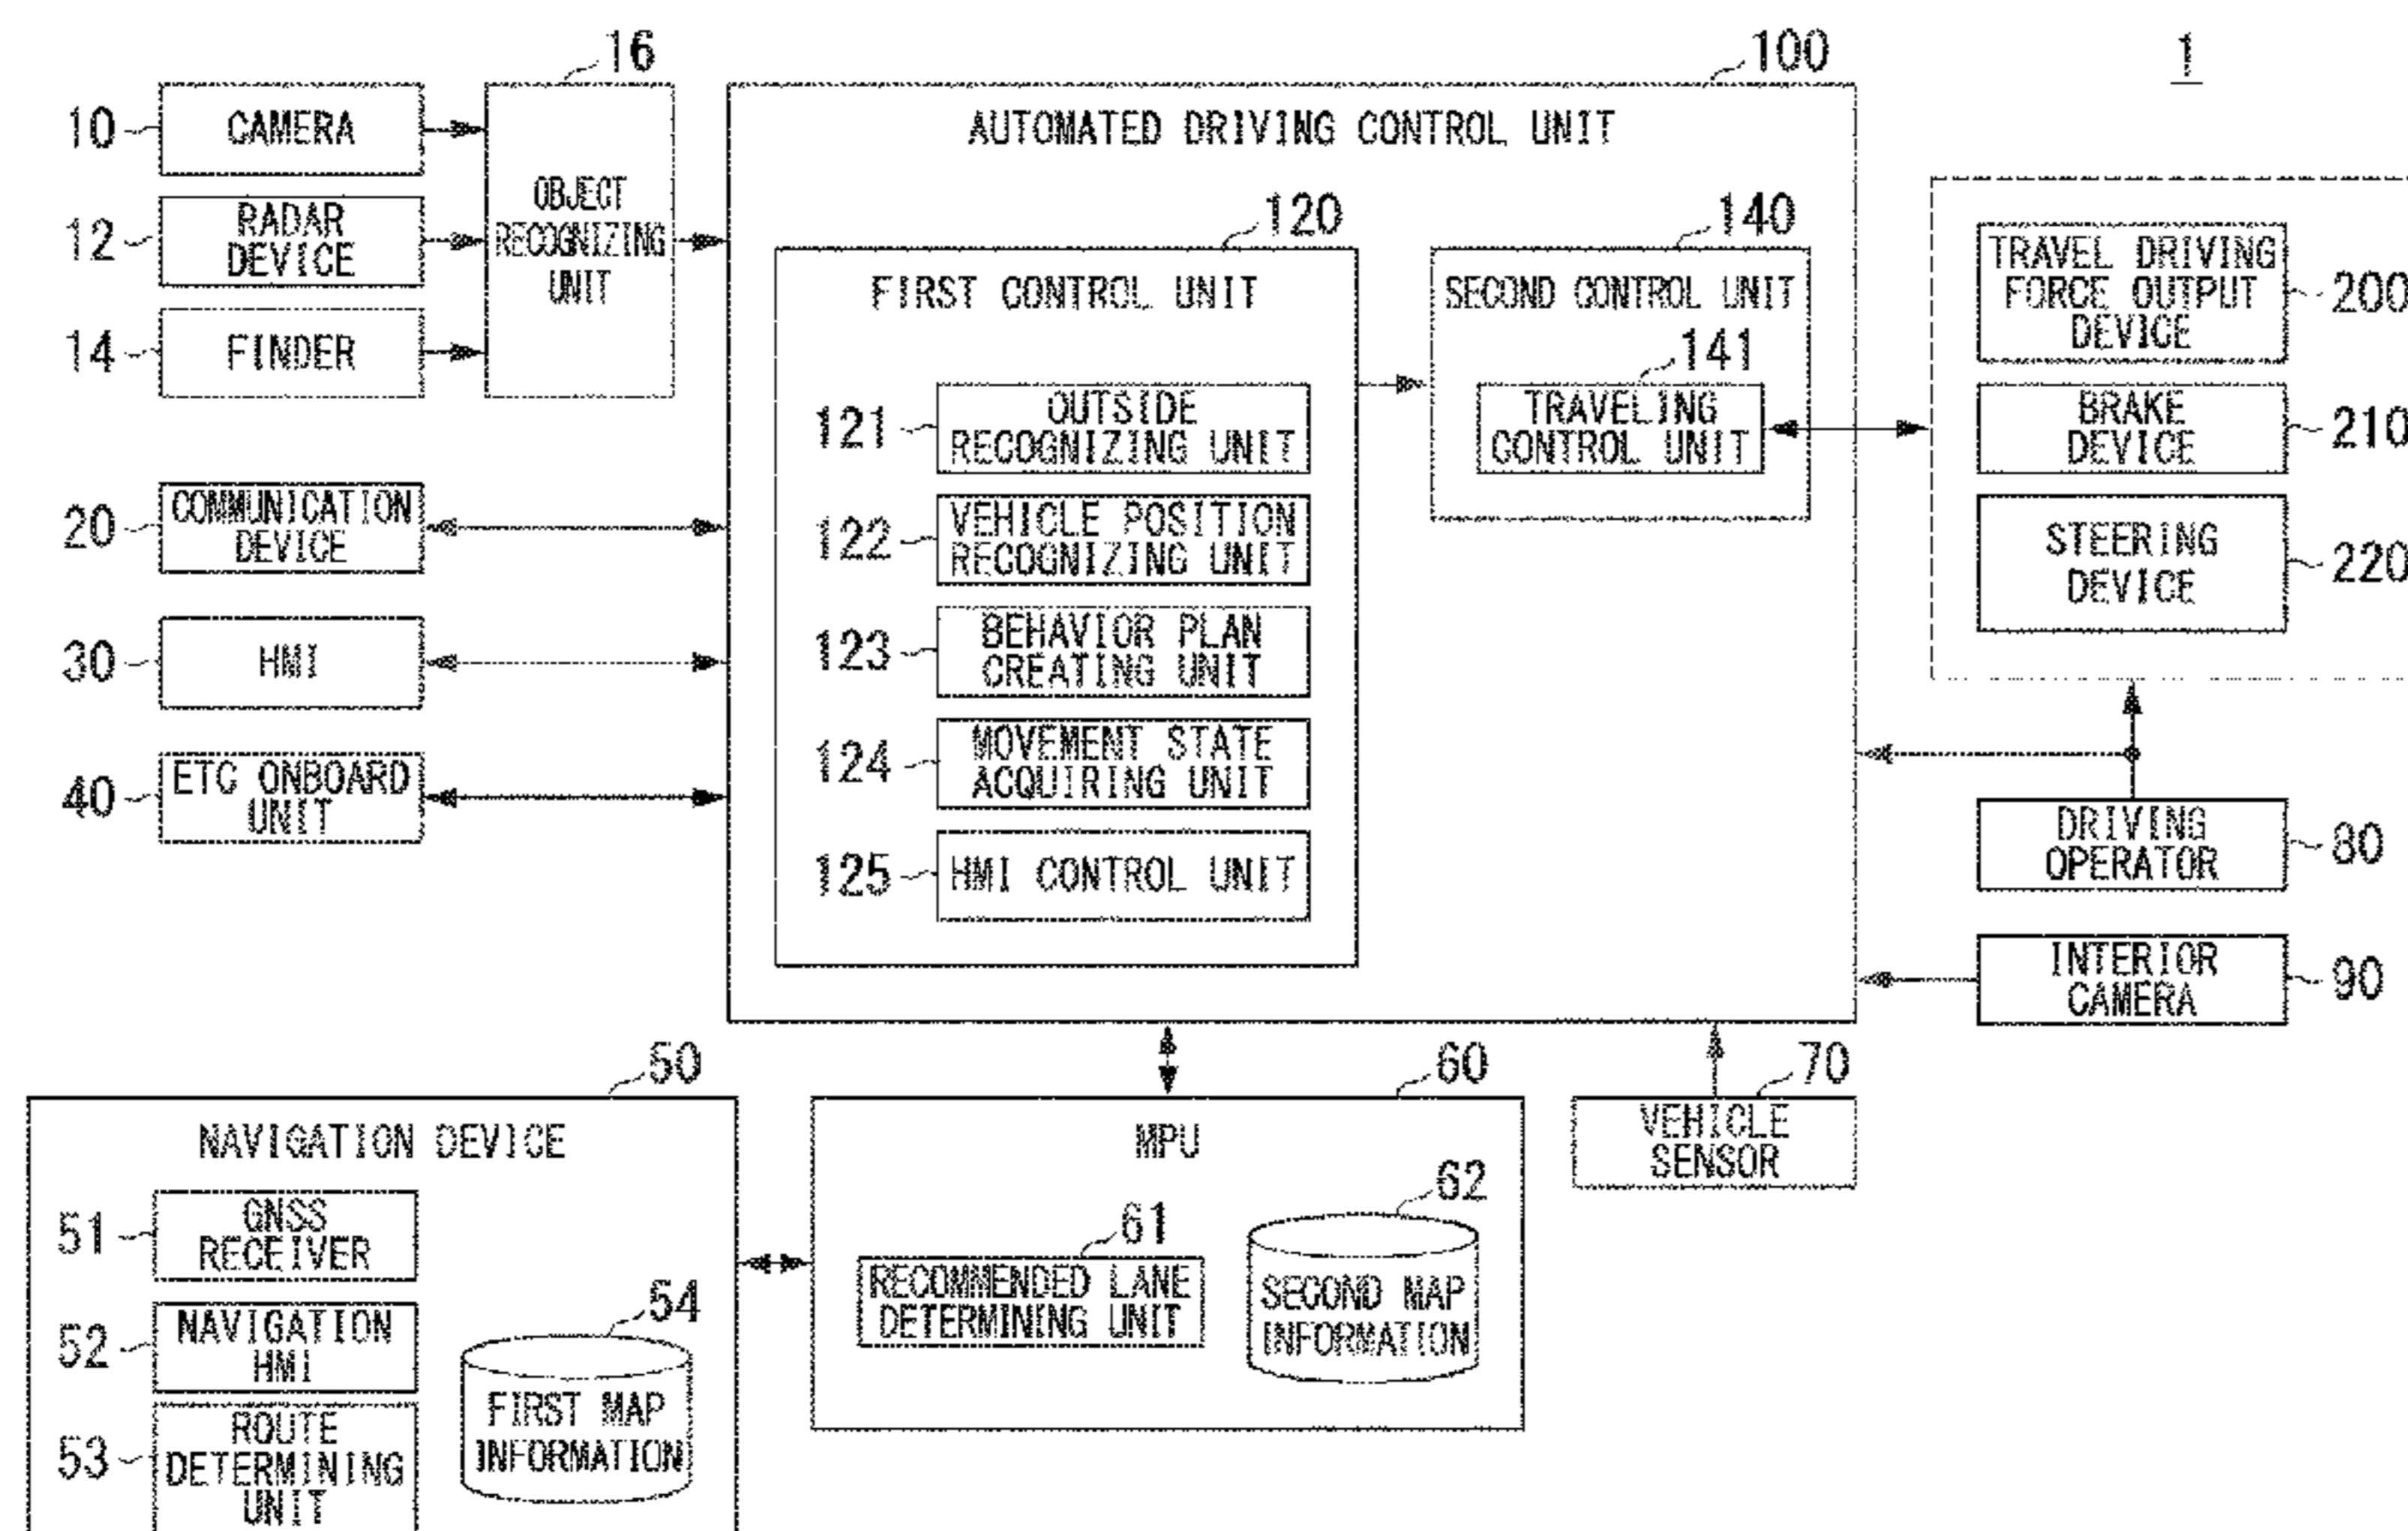 1
16
100
10
CAMERA
12
RADAR
DEVICE
14
FINDER
OBJECT
RECOGNIZING
UNIT
20
COMMUNICATION
DEVICE
30
HMI
40
ETC ONBOARD
UNIT
AUTOMATED DRIVING CONTROL UNIT
120
FIRST CONTROL UNIT
121
OUTSIDE
RECOGNIZING UNIT
122
VEHICLE POSITION
RECOGNIZING UNIT
123
BEHAVIOR PLAN
CREATING UNIT
124
MOVEMENT STATE
ACQUIRING UNIT
125
HMI CONTROL UNIT
140
SECOND CONTROL UNIT
141
TRAVELING
CONTROL UNIT
TRAVEL DRIVING
FORCE OUTPUT
DEVICE
200
BRAKE
DEVICE
210
STEERING
DEVICE
220
DRIVING
OPERATOR
80
INTERIOR
CAMERA
90
50
NAVIGATION DEVICE
51
GNSS
RECEIVER
52
NAVIGATION
HMI
53
ROUTE
DETERMINING
UNIT
54
FIRST MAP
INFORMATION
60
MPU
61
RECOMMENDED LANE
DETERMINING UNIT
62
SECOND MAP
INFORMATION
70
VEHICLE
SENSOR